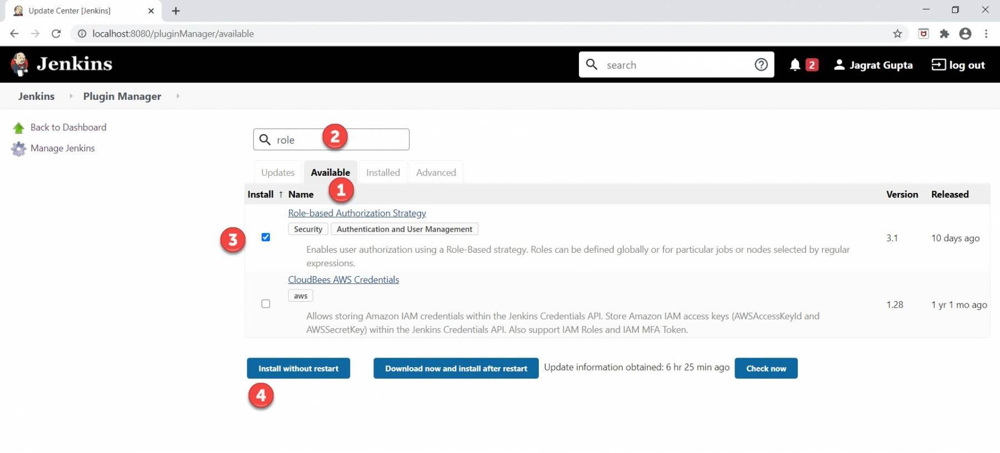 Update Center [Jenkins]
localhost:8080/pluginManager/available
Jenkins
search
2
Jagrat Gupta
log out
Jenkins
Plugin Manager
Back to Dashboard
Manage Jenkins
role
2
Updates
Available
Installed
Advanced
1
Install ↑ Name
Version
Released
Role-based Authorization Strategy
Security
Authentication and User Management
3
Enables user authorization using a Role-Based strategy. Roles can be defined globally or for particular jobs or nodes selected by regular
expressions.
3.1
10 days ago
CloudBees AWS Credentials
aws
Allows storing Amazon IAM credentials within the Jenkins Credentials API. Store Amazon IAM access keys (AWSAccessKeyId and
AWSSecretKey) within the Jenkins Credentials API. Also support IAM Roles and IAM MFA Token.
1.28
1 yr 1 mo ago
Install without restart
Download now and install after restart
Update information obtained: 6 hr 25 min ago
Check now
4